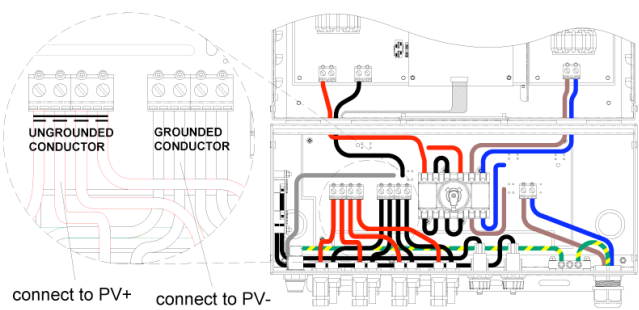 UNGROUNDED
CONDUCTOR
GROUNDED
CONDUCTOR
connect to PV+
connect to PV-